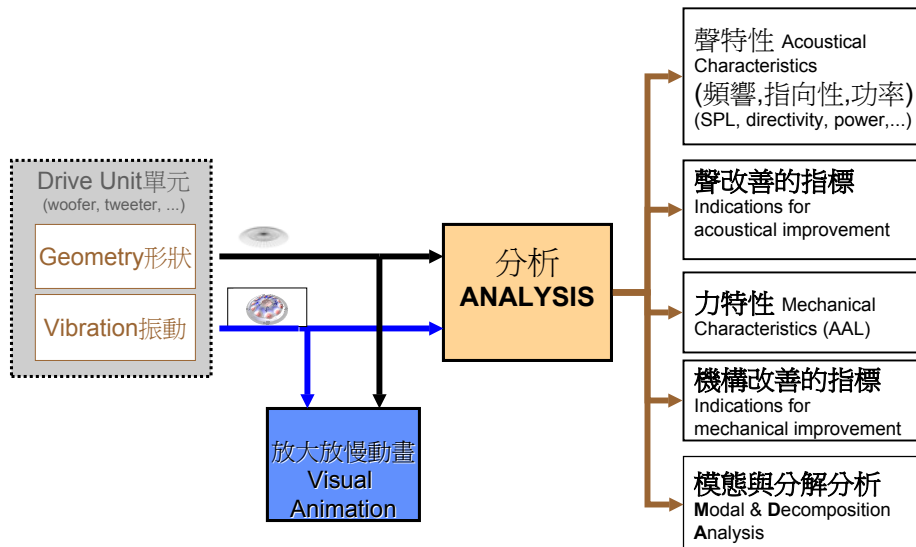 Drive Unit單元
(woofer, tweeter, ...)
Geometry形狀
Vibration振動
放大放慢動畫
Visual
Animation
分析
ANALYSIS
聲特性 Acoustical
Characteristics
(頻響,指向性,功率)
(SPL, directivity, power,...)
聲改善的指標
Indications for
acoustical improvement
力特性 Mechanical
Characteristics (AAL)
機構改善的指標
Indications for
mechanical improvement
模態與分解分析
Modal & Decomposition
Analysis